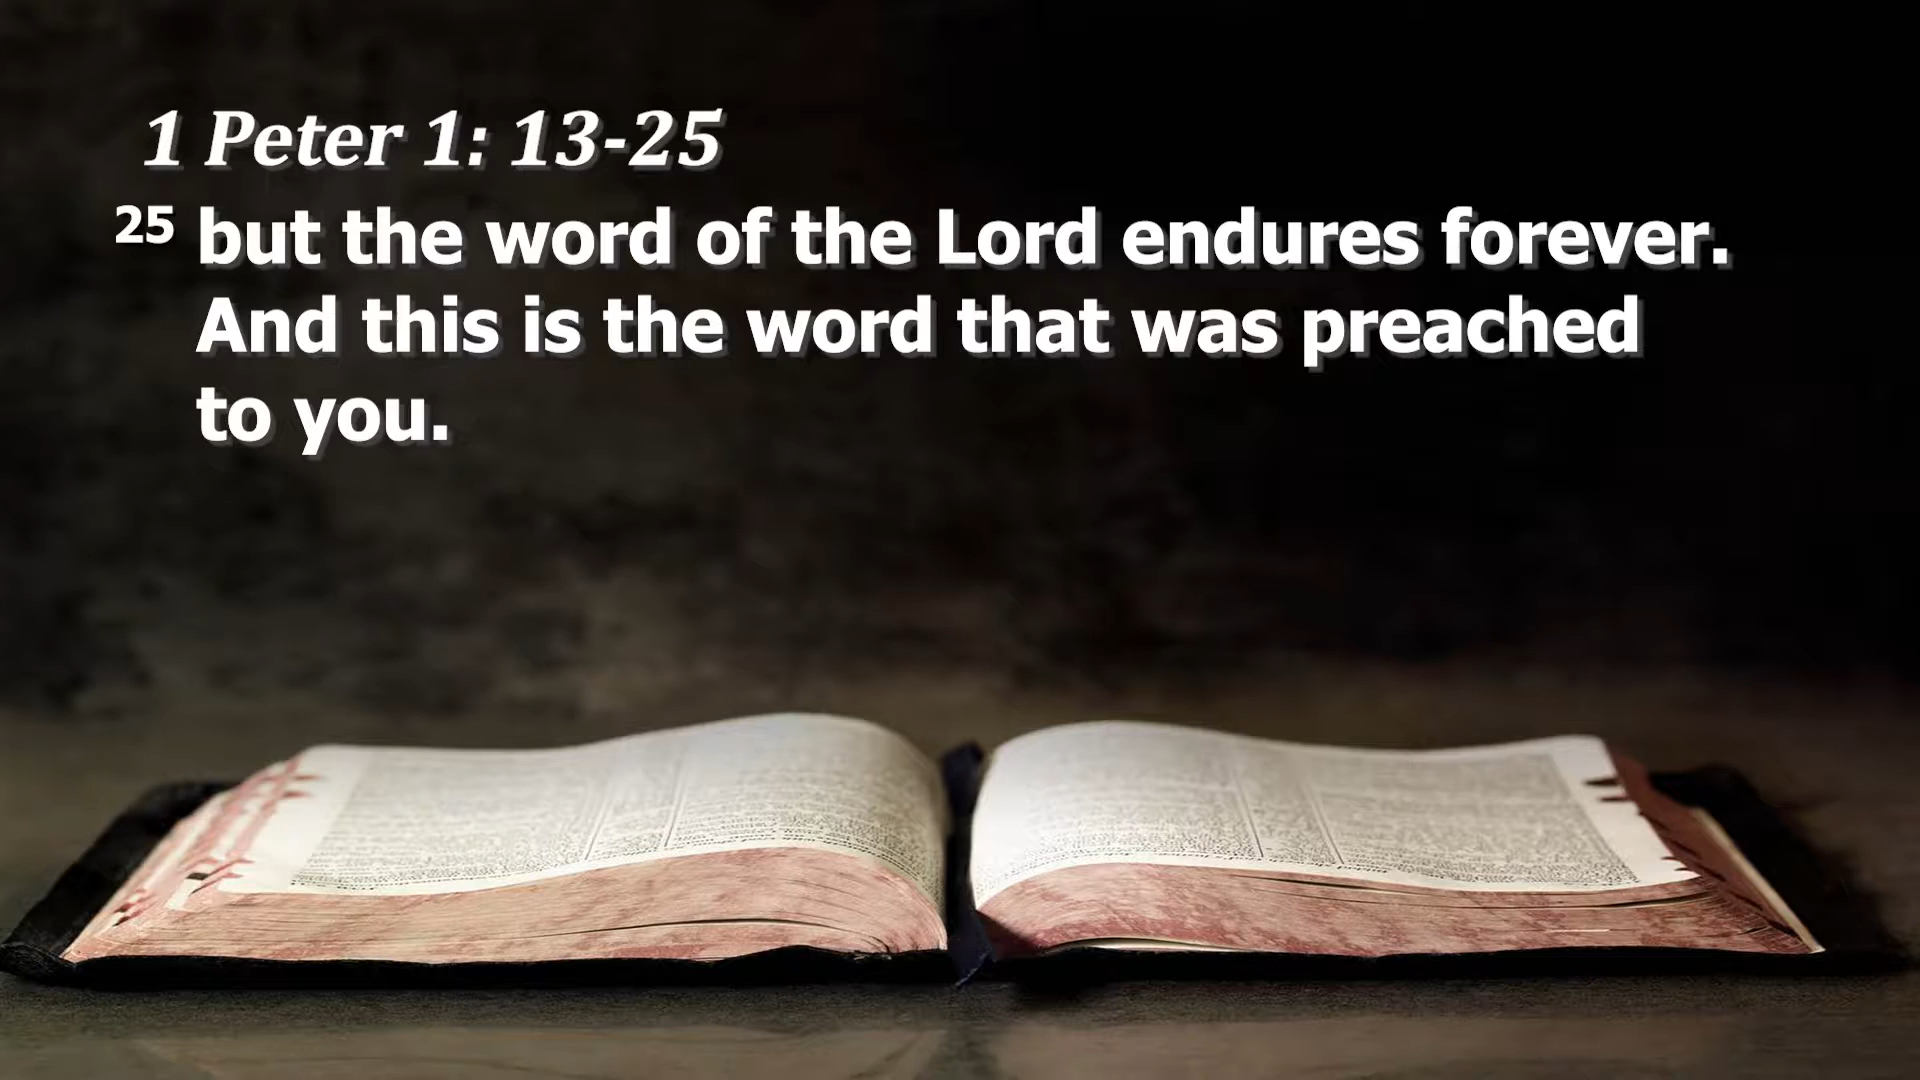 1 Peter 1: 13-25
25 but the word of the Lord endures forever.
And this is the word that was preached
to you.